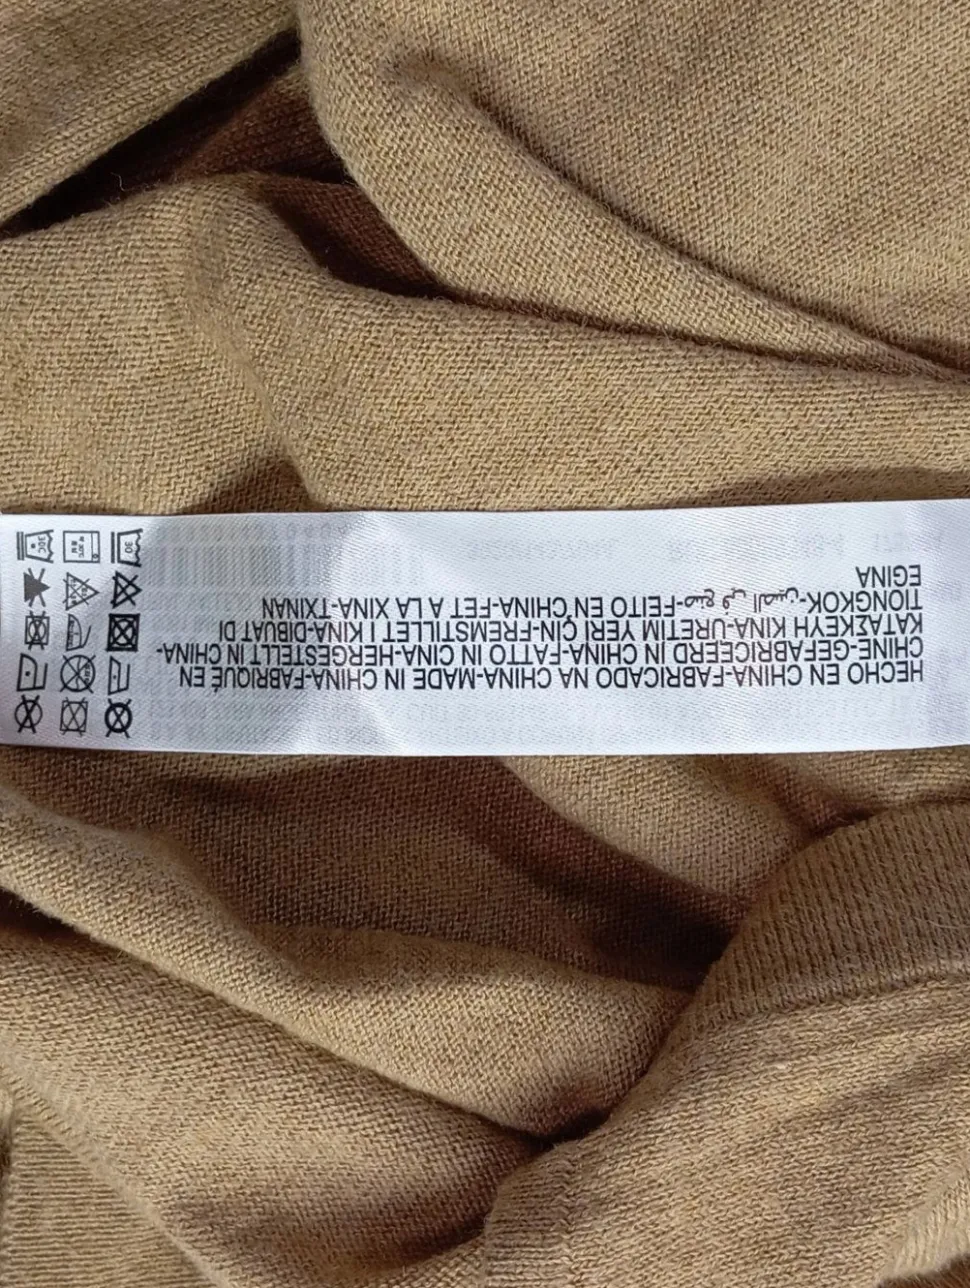 HECHO EN CHINA-FABRICADO NA CHINA-MADE IN CHINA-FABRIQUÉ EN
CHINE-GEFABRICEERD IN CHINA-FATTO IN CINA-HERGESTELLT IN CHINA-
ΚΑΤΑΣΚΕΥΗ ΚΙΝΑ-URETIM YERI ÇIN-FREMSTILLET I KINA-DIBUAT DI
TIONGKOK-صنع في الصين-FEITO EN CHINA-FET A LA XINA-TXINAN
EGINA
30
30C